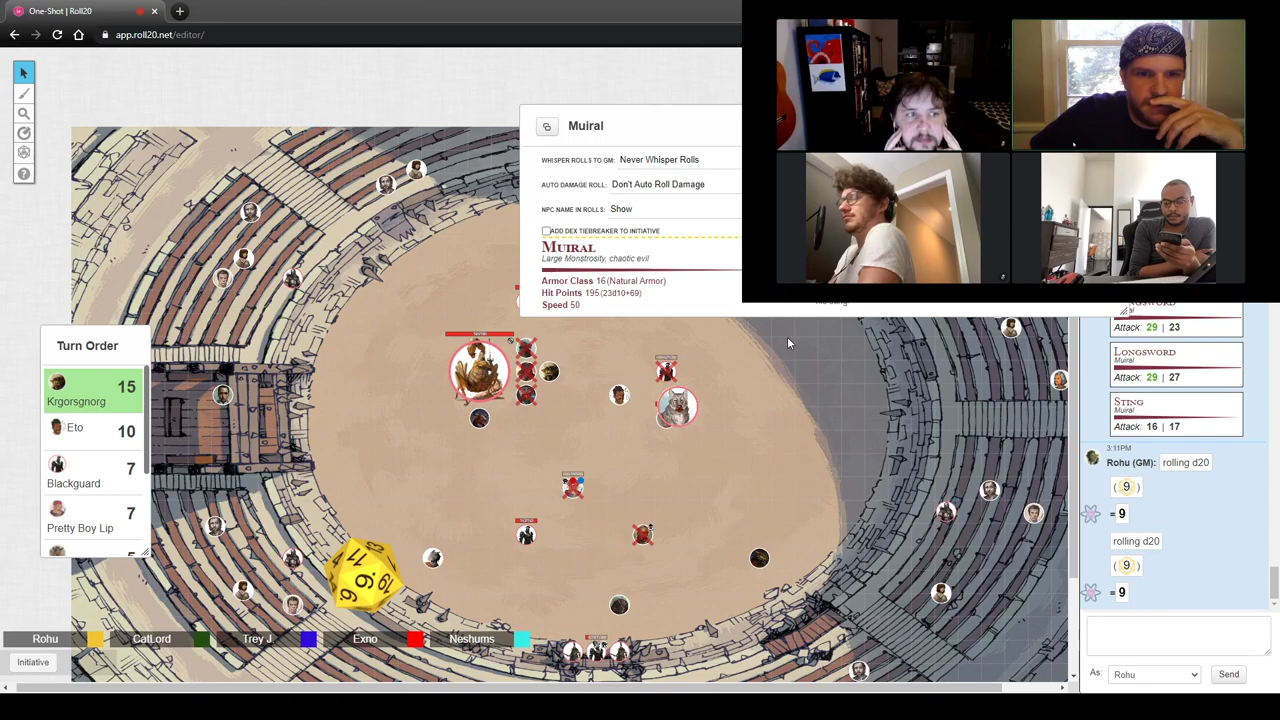 One-Shot | Roll20
app.roll20.net/editor/
Muiral
WHISPER ROLLS TO GM: Never Whisper Rolls
AUTO DAMAGE ROLL: Don't Auto Roll Damage
NPC NAME IN ROLLS: Show
ADD DEX TIEBREAKER TO INITIATIVE
MUIRAL
Large Monstrosity, chaotic evil
Armor Class 16 (Natural Armor)
Hit Points 195 (23d10+69)
Speed 50
Turn Order
15
Krgorsgnorg
Eto 10
7
Blackguard
7
Pretty Boy Lip
Attack: 29 | 23
LONGSWORD
Muiral
Attack: 29 | 27
STING
Muiral
Attack: 16 | 17
3:11PM
Rohu (GM): rolling d20
(9)
=9
rolling d20
(9)
=9
11
9.
19
6
Rohu CatLord Trey J Exno Neshums
Initiative
As: Rohu Send